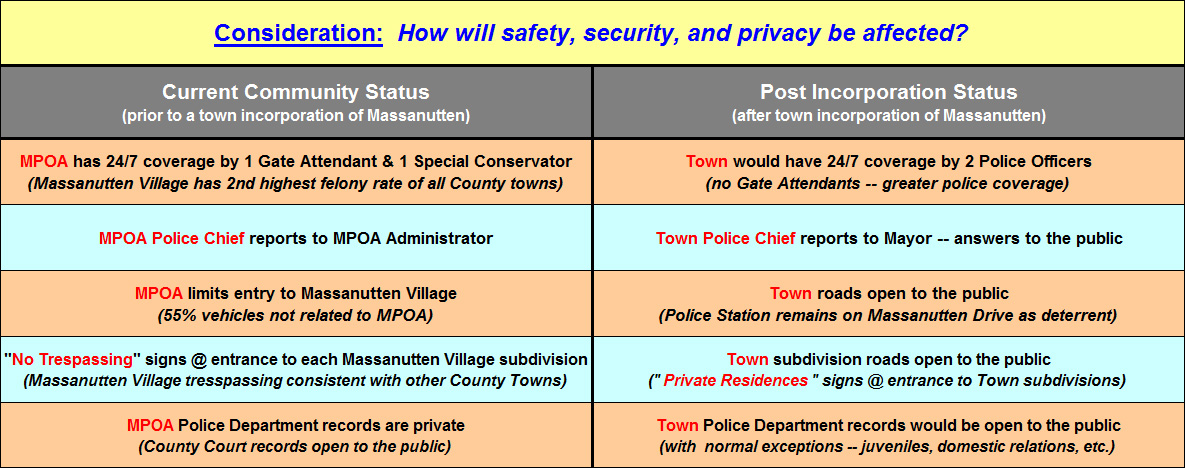 Consideration: How will safety, security, and privacy be affected?
Current Community Status
(prior to a town incorporation of Massanutten)
Post Incorporation Status
(after town incorporation of Massanutten)
MPOA has 24/7 coverage by 1 Gate Attendant & 1 Special Conservator
(Massanutten Village has 2nd highest felony rate of all County towns)
Town would have 24/7 coverage by 2 Police Officers
(no Gate Attendants -- greater police coverage)
MPOA Police Chief reports to MPOA Administrator
Town Police Chief reports to Mayor -- answers to the public
MPOA limits entry to Massanutten Village
(55% vehicles not related to MPOA)
Town roads open to the public
(Police Station remains on Massanutten Drive as deterrent)
"No Trespassing" signs @ entrance to each Massanutten Village subdivision
(Massanutten Village tresspassing consistent with other County Towns)
Town subdivision roads open to the public
("Private Residences" signs @ entrance to Town subdivisions)
MPOA Police Department records are private
(County Court records open to the public)
Town Police Department records would be open to the public
(with normal exceptions -- juveniles, domestic relations, etc.)